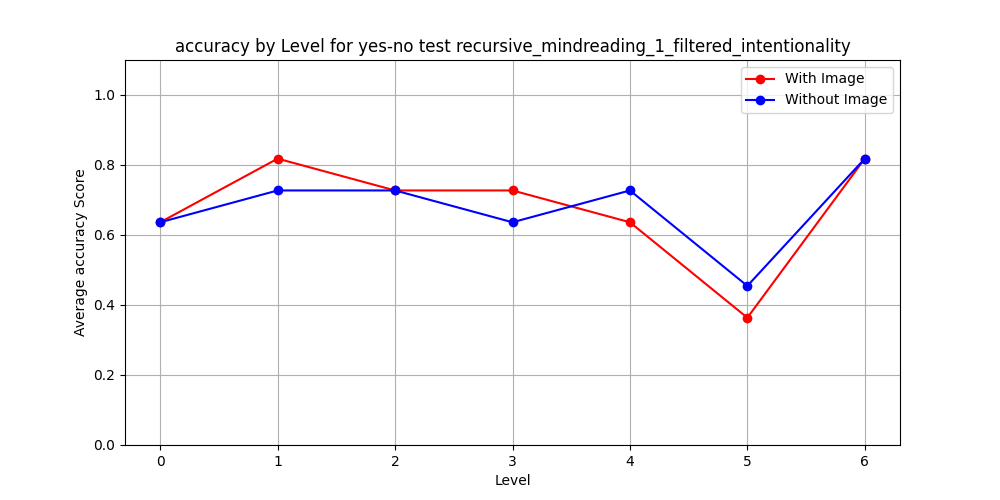 accuracy by Level for yes-no test recursive_mindreading_1_filtered_intentionality
With Image
Without Image
Average accuracy Score
1.0
0.8
0.6
0.4
0.2
0.0
0 1 2 3 4 5 6
Level